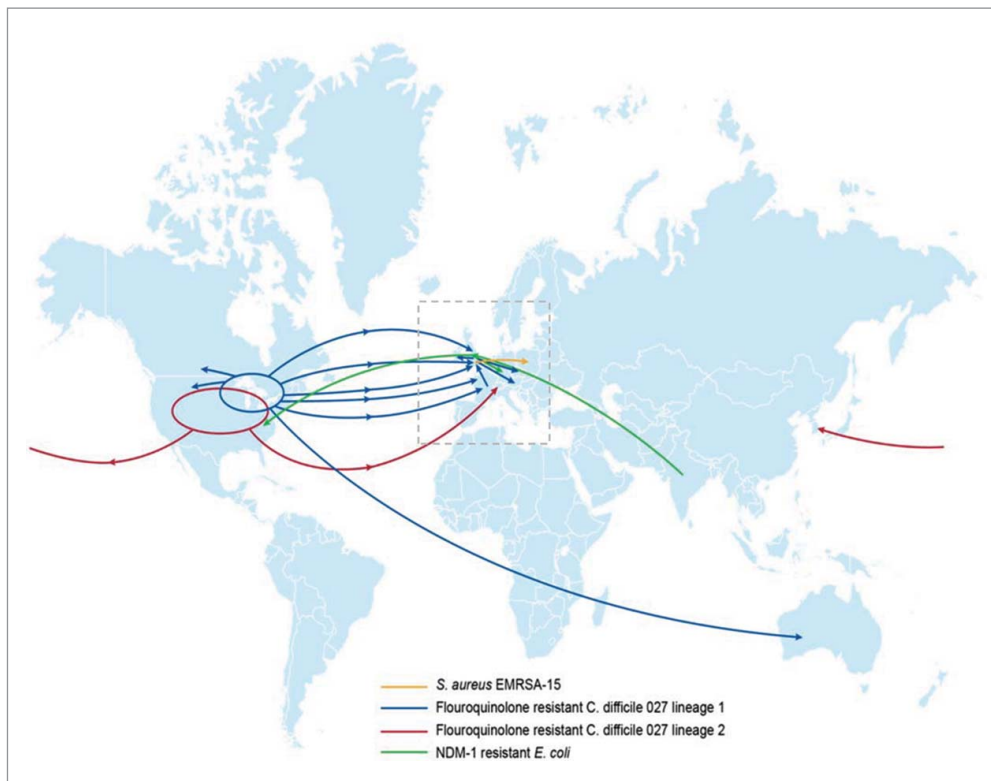 S. aureus EMRSA-15
Flouroquinolone resistant C. difficile 027 lineage 1
Flouroquinolone resistant C. difficile 027 lineage 2
NDM-1 resistant E. coli